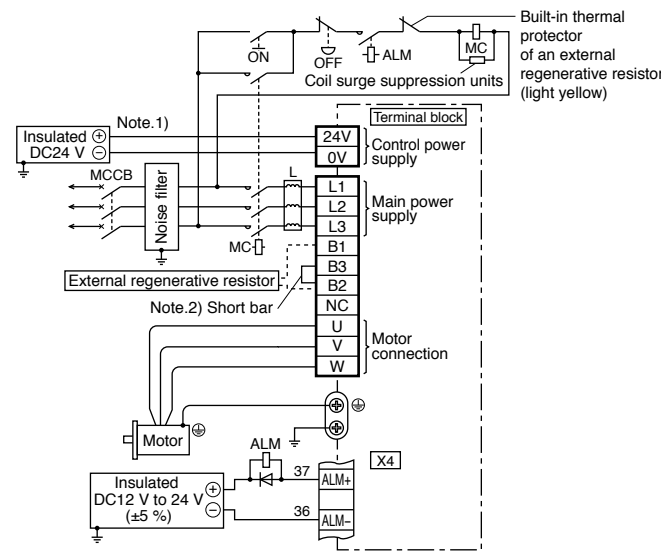 Built-in thermal
protector
of an external
regenerative resistor
(light yellow)
ON
OFF
ALM
MC
Coil surge suppression units
Note.1)
Terminal block
Insulated
DC24 V
24V
0V
Control power
supply
MCCB
Noise filter
L
MC
L1
L2
L3
Main power
supply
B1
B3
B2
NC
External regenerative resistor
Note.2) Short bar
U
V
W
Motor
connection
Motor
ALM
X4
Insulated
DC12 V to 24 V
(±5 %)
37
ALM+
36
ALM−